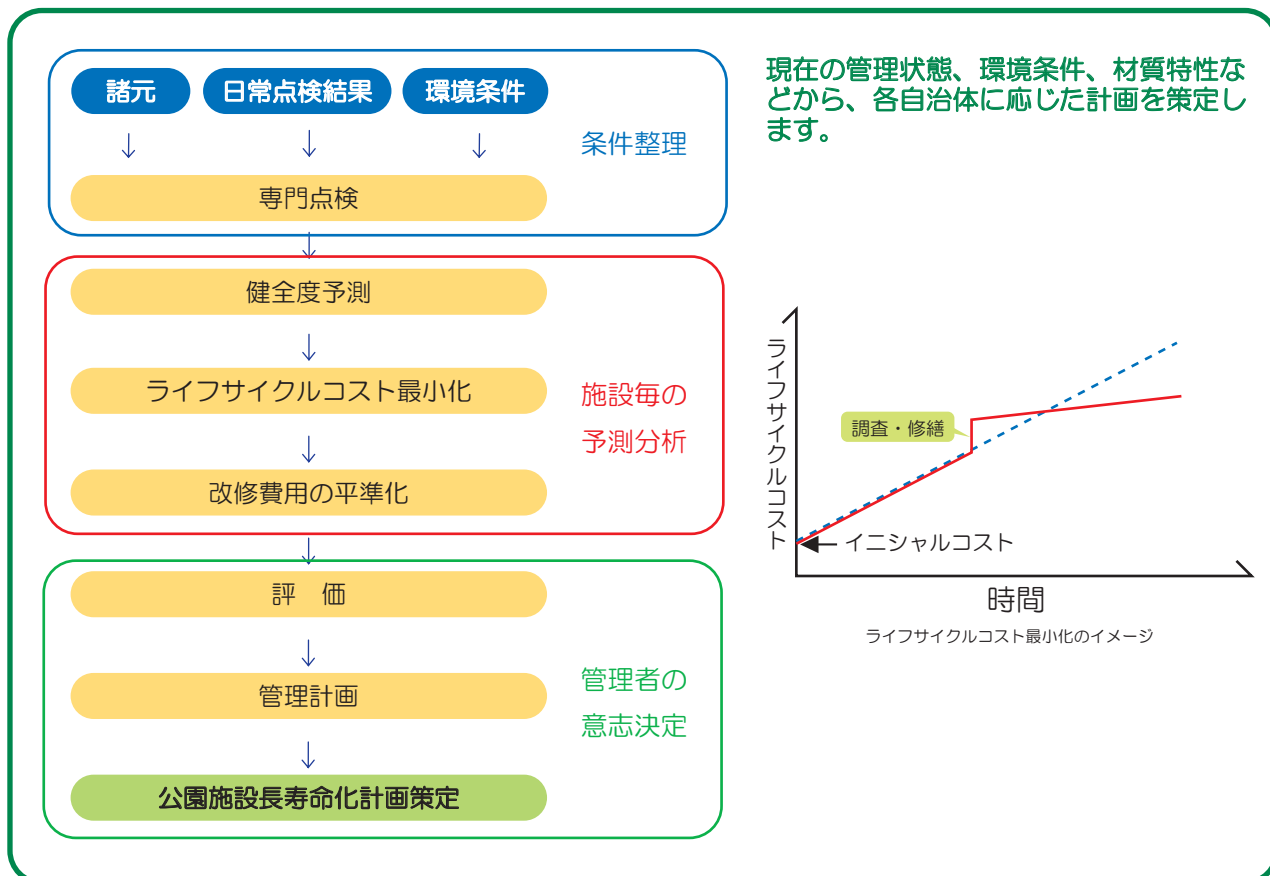 諸元
日常点検結果
環境条件
↓
↓
↓
条件整理
専門点検
↓
健全度予測
↓
ライフサイクルコスト最小化
施設毎の
予測分析
↓
改修費用の平準化
↓
評　価
↓
管理計画
管理者の
意志決定
↓
公園施設長寿命化計画策定
現在の管理状態、環境条件、材質特性な
どから、各自治体に応じた計画を策定し
ます。
ライフサイクルコスト
調査・修繕
イニシャルコスト
時間
ライフサイクルコスト最小化のイメージ